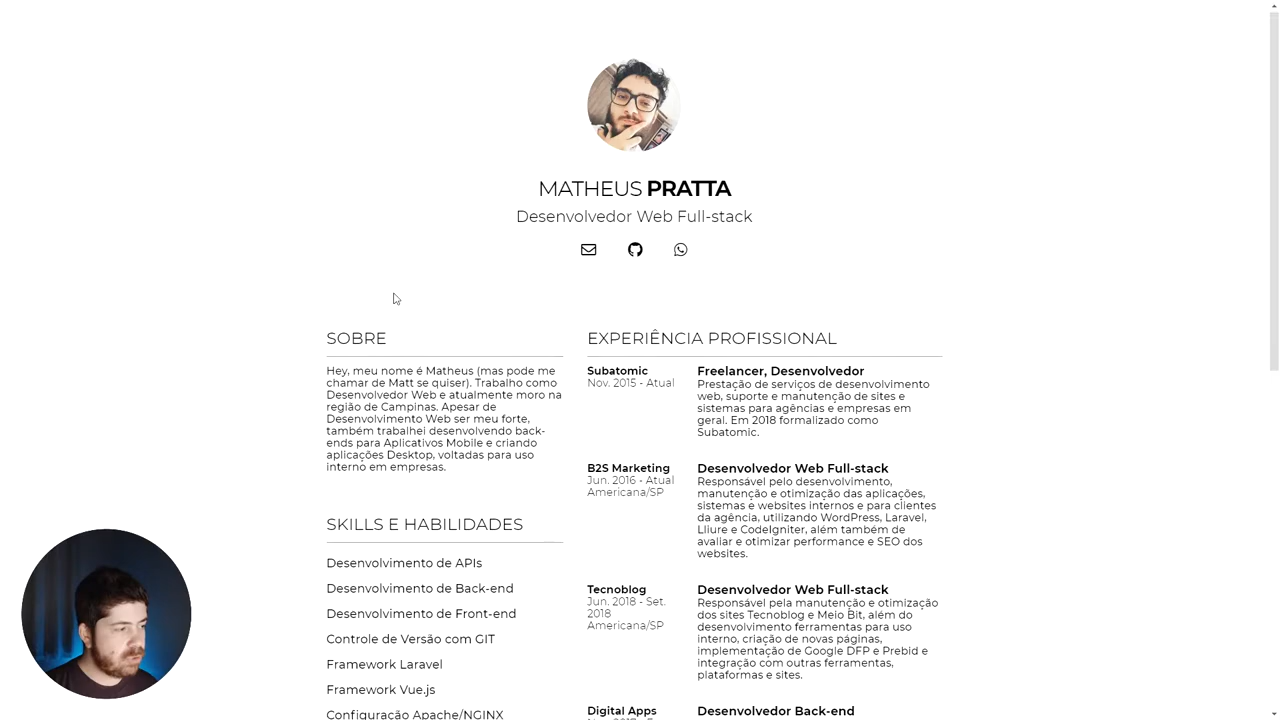 MATHEUS PRATTA
Desenvolvedor Web Full-stack
SOBRE
Hey, meu nome é Matheus (mas pode me
chamar de Matt se quiser). Trabalho como
Desenvolvedor Web e atualmente moro na
região de Campinas. Apesar de
Desenvolvimento Web ser meu forte,
também trabalhei desenvolvendo back-
ends para Aplicativos Mobile e criando
aplicações Desktop, voltadas para uso
interno em empresas.
SKILLS E HABILIDADES
Desenvolvimento de APIs
Desenvolvimento de Back-end
Desenvolvimento de Front-end
Controle de Versão com GIT
Framework Laravel
Framework Vue.js
Configuração Apache/NGINX
EXPERIÊNCIA PROFISSIONAL
Subatomic
Nov. 2015 - Atual
Freelancer, Desenvolvedor
Prestação de serviços de desenvolvimento
web, suporte e manutenção de sites e
sistemas para agências e empresas em
geral. Em 2018 formalizado como
Subatomic.
B2S Marketing
Jun. 2016 - Atual
Americana/SP
Desenvolvedor Web Full-stack
Responsável pelo desenvolvimento,
manutenção e otimização das aplicações,
sistemas e websites internos e para clientes
da agência, utilizando WordPress, Laravel,
Lliure e CodeIgniter, além também de
avaliar e otimizar performance e SEO dos
websites.
Tecnoblog
Jun. 2018 - Set.
2018
Americana/SP
Desenvolvedor Web Full-stack
Responsável pela manutenção e otimização
dos sites Tecnoblog e Meio Bit, além do
desenvolvimento ferramentas para uso
interno, criação de novas páginas,
implementação de Google DFP e Prebid e
integração com outras ferramentas,
plataformas e sites.
Digital Apps
Desenvolvedor Back-end